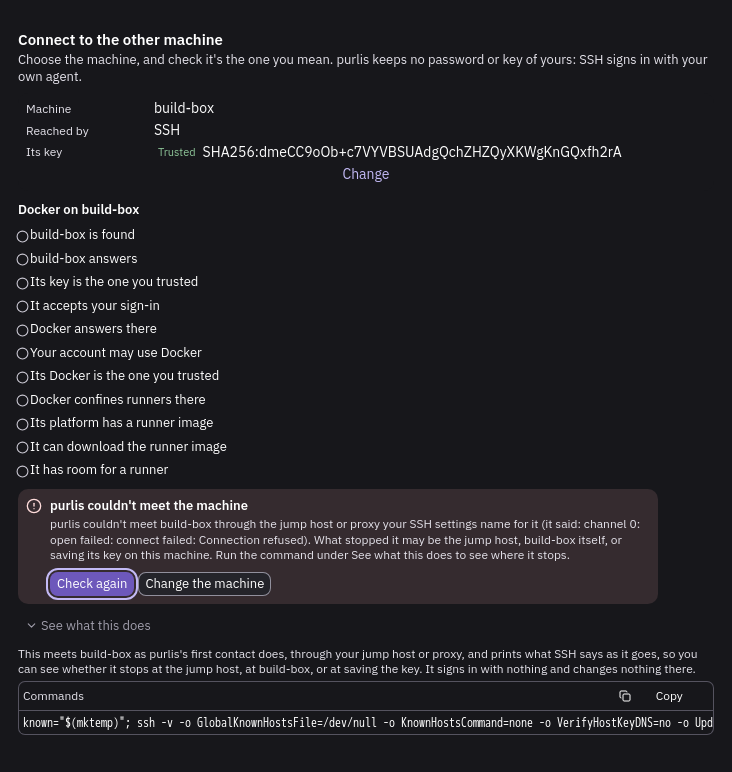 Connect to the other machine
Choose the machine, and check it's the one you mean. purlis keeps no password or key of yours: SSH signs in with your
own agent.
Machine build-box
Reached by SSH
Its key Trusted SHA256:dmeCC9oOb+c7VYVBSUAdgQchZHZQyXKWgKnGQxfh2rA
Change
Docker on build-box
build-box is found
build-box answers
Its key is the one you trusted
It accepts your sign-in
Docker answers there
Your account may use Docker
Its Docker is the one you trusted
Docker confines runners there
Its platform has a runner image
It can download the runner image
It has room for a runner
purlis couldn't meet the machine
purlis couldn't meet build-box through the jump host or proxy your SSH settings name for it (it said: channel 0:
open failed: connect failed: Connection refused). What stopped it may be the jump host, build-box itself, or
saving its key on this machine. Run the command under See what this does to see where it stops.
Check again Change the machine
See what this does
This meets build-box as purlis's first contact does, through your jump host or proxy, and prints what SSH says as it goes, so you
can see whether it stops at the jump host, at build-box, or at saving the key. It signs in with nothing and changes nothing there.
Commands Copy
known="$(mktemp)"; ssh -v -o GlobalKnownHostsFile=/dev/null -o KnownHostsCommand=none -o VerifyHostKeyDNS=no -o Upd